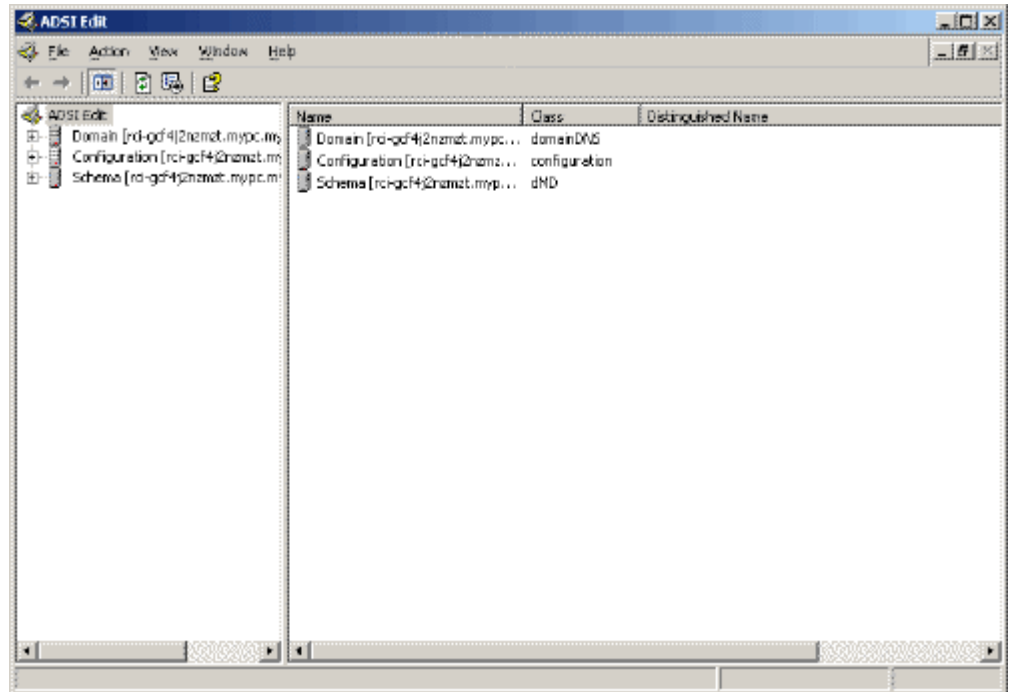 ADSI Edit
File Action View Window Help
ADSI Edit
Domain [rci-gcf4j2nzmzt.mypc.my
Configuration [rci-gcf4j2nzmzt.my
Schema [rci-gcf4j2nzmzt.mypc.m
Name Class Distinguished Name
Domain [rci-gcf4j2nzmzt.mypc... domainDNS
Configuration [rci-gcf4j2nzmz... configuration
Schema [rci-gcf4j2nzmzt.myp... dMD